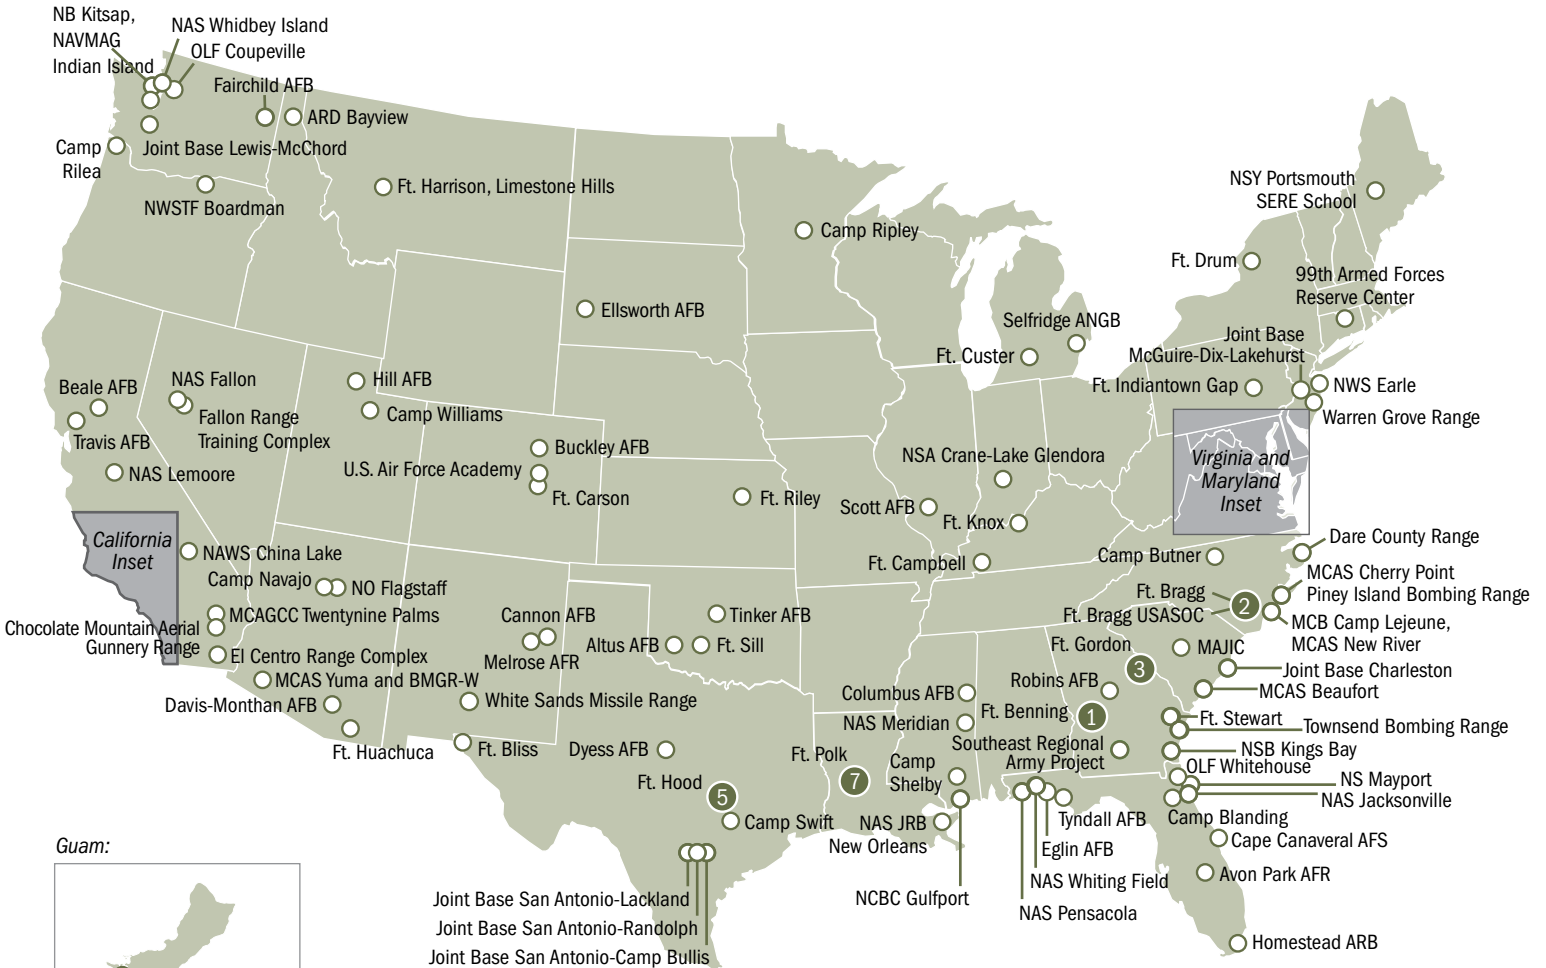 NB Kitsap,
NAVMAG
Indian Island
NAS Whidbey Island
OLF Coupeville
Fairchild AFB
ARD Bayview
Camp
Rilea
Joint Base Lewis-McChord
NWSTF Boardman
Ft. Harrison, Limestone Hills
Camp Ripley
NSY Portsmouth
SERE School
Ft. Drum
99th Armed Forces
Reserve Center
Ellsworth AFB
Selfridge ANGB
Ft. Custer
Joint Base
McGuire-Dix-Lakehurst
Ft. Indiantown Gap
NWS Earle
Warren Grove Range
Beale AFB
NAS Fallon
Fallon Range
Training Complex
Travis AFB
NAS Lemoore
Hill AFB
Camp Williams
Buckley AFB
U.S. Air Force Academy
Ft. Carson
Ft. Riley
NSA Crane-Lake Glendora
Scott AFB
Ft. Knox
Ft. Campbell
Virginia and
Maryland
Inset
California
Inset
NAWS China Lake
Camp Navajo
NO Flagstaff
MCAGCC Twentynine Palms
Chocolate Mountain Aerial
Gunnery Range
El Centro Range Complex
MCAS Yuma and BMGR-W
Davis-Monthan AFB
Ft. Huachuca
Cannon AFB
Melrose AFR
White Sands Missile Range
Ft. Bliss
Altus AFB
Tinker AFB
Ft. Sill
Dyess AFB
Ft. Hood
5
Camp Swift
Joint Base San Antonio-Lackland
Joint Base San Antonio-Randolph
Joint Base San Antonio-Camp Bullis
Camp Butner
Dare County Range
Ft. Bragg
Ft. Bragg USASOC
2
MCAS Cherry Point
Piney Island Bombing Range
MCB Camp Lejeune,
MCAS New River
Ft. Gordon
3
MAJIC
Joint Base Charleston
MCAS Beaufort
Robins AFB
Ft. Benning
1
Columbus AFB
NAS Meridian
Southeast Regional
Army Project
Ft. Stewart
Townsend Bombing Range
NSB Kings Bay
OLF Whitehouse
NS Mayport
NAS Jacksonville
Ft. Polk
7
Camp
Shelby
NAS JRB
New Orleans
NCBC Gulfport
Tyndall AFB
Eglin AFB
NAS Whiting Field
NAS Pensacola
Camp Blanding
Cape Canaveral AFS
Avon Park AFR
Homestead ARB
Guam: